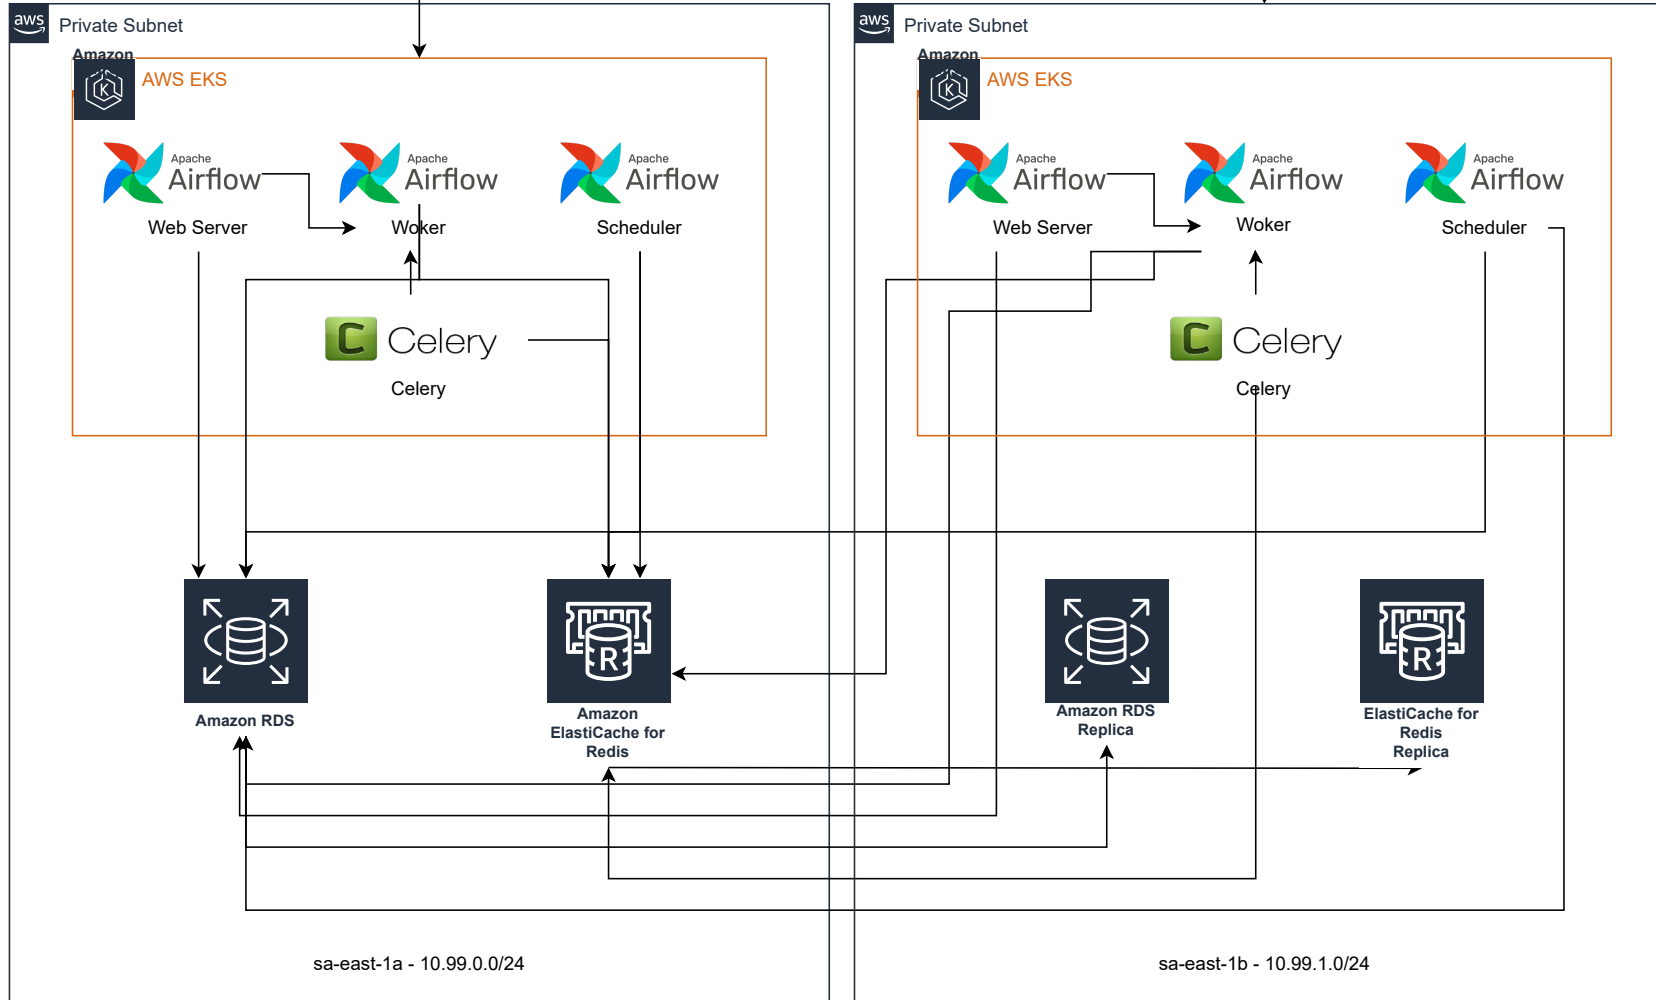 aws
Private Subnet
Amazon
K
AWS EKS
Apache
Airflow
Web Server
Apache
Airflow
Woker
Apache
Airflow
Scheduler
C
Celery
Celery
Amazon RDS
R
Amazon
ElastiCache for
Redis
sa-east-1a - 10.99.0.0/24
aws
Private Subnet
Amazon
K
AWS EKS
Apache
Airflow
Web Server
Apache
Airflow
Woker
Apache
Airflow
Scheduler
C
Celery
Celery
Amazon RDS
Replica
R
ElastiCache for
Redis
Replica
sa-east-1b - 10.99.1.0/24